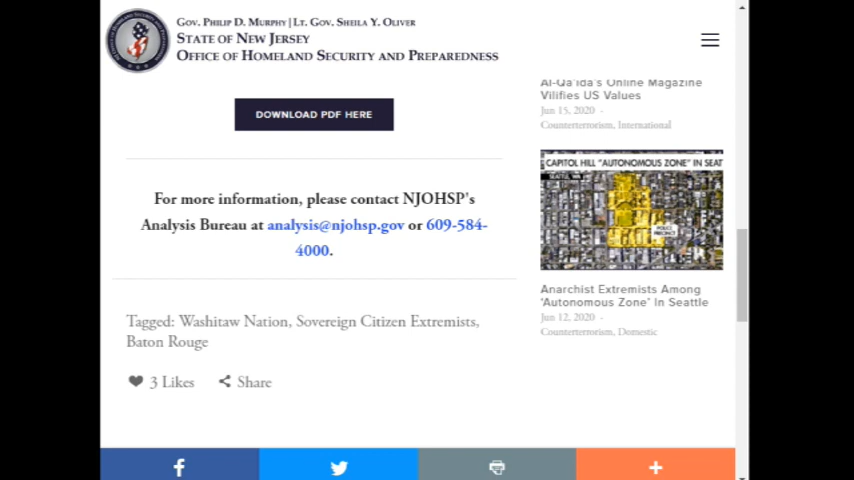 Gov. Philip D. Murphy | Lt. Gov. Sheila Y. Oliver
State of New Jersey
Office of Homeland Security and Preparedness
DOWNLOAD PDF HERE
For more information, please contact NJOHSP's
Analysis Bureau at analysis@njohsp.gov or 609-584-
4000.
Tagged: Washitaw Nation, Sovereign Citizen Extremists,
Baton Rouge
3 Likes
Share
Al-Qa'ida's Online Magazine
Vilifies US Values
Jun 15, 2020 ·
Counterterrorism, International
CAPITOL HILL "AUTONOMOUS ZONE" IN SEAT
SEATTLE, WA
POLICE
PRECINCT
Anarchist Extremists Among
'Autonomous Zone' In Seattle
Jun 12, 2020 ·
Counterterrorism, Domestic